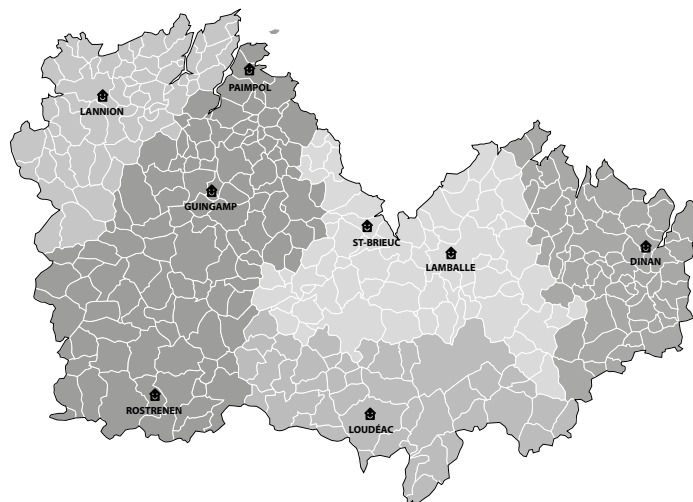 PAIMPOL
LANNION
GUINGAMP
ST-BRIEUC
LAMBALLE
DINAN
ROSTRENEN
LOUDÉAC